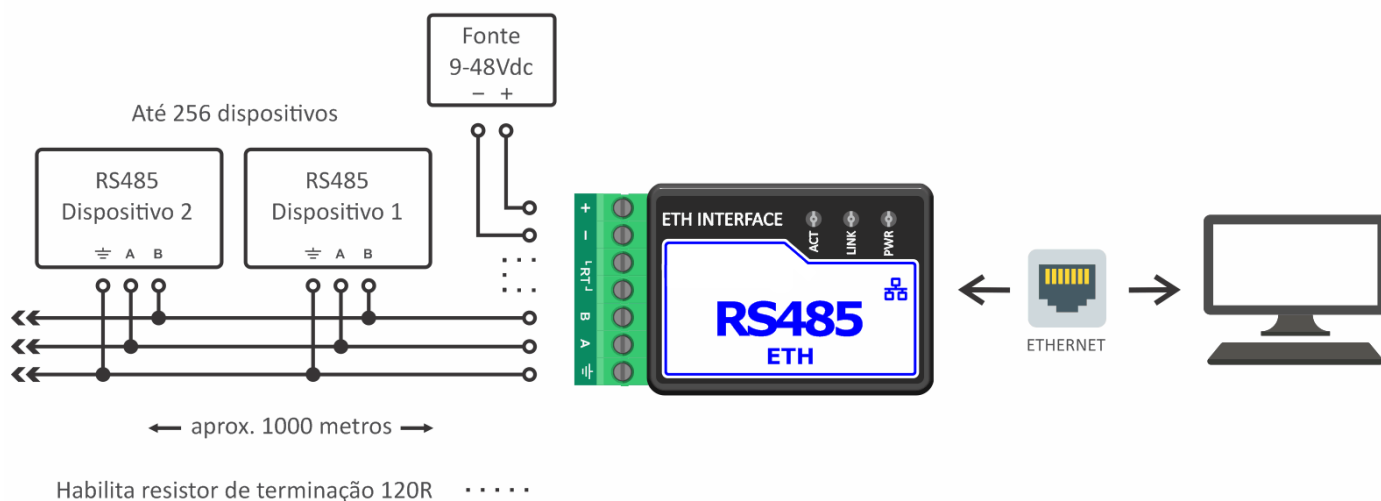 Fonte
9-48Vdc
− +
Até 256 dispositivos
RS485
Dispositivo 2
A B
RS485
Dispositivo 1
A B
+
−
RT
B
A
ETH INTERFACE
ACT
LINK
PWR
RS485
ETH
ETHERNET
aprox. 1000 metros
Habilita resistor de terminação 120R